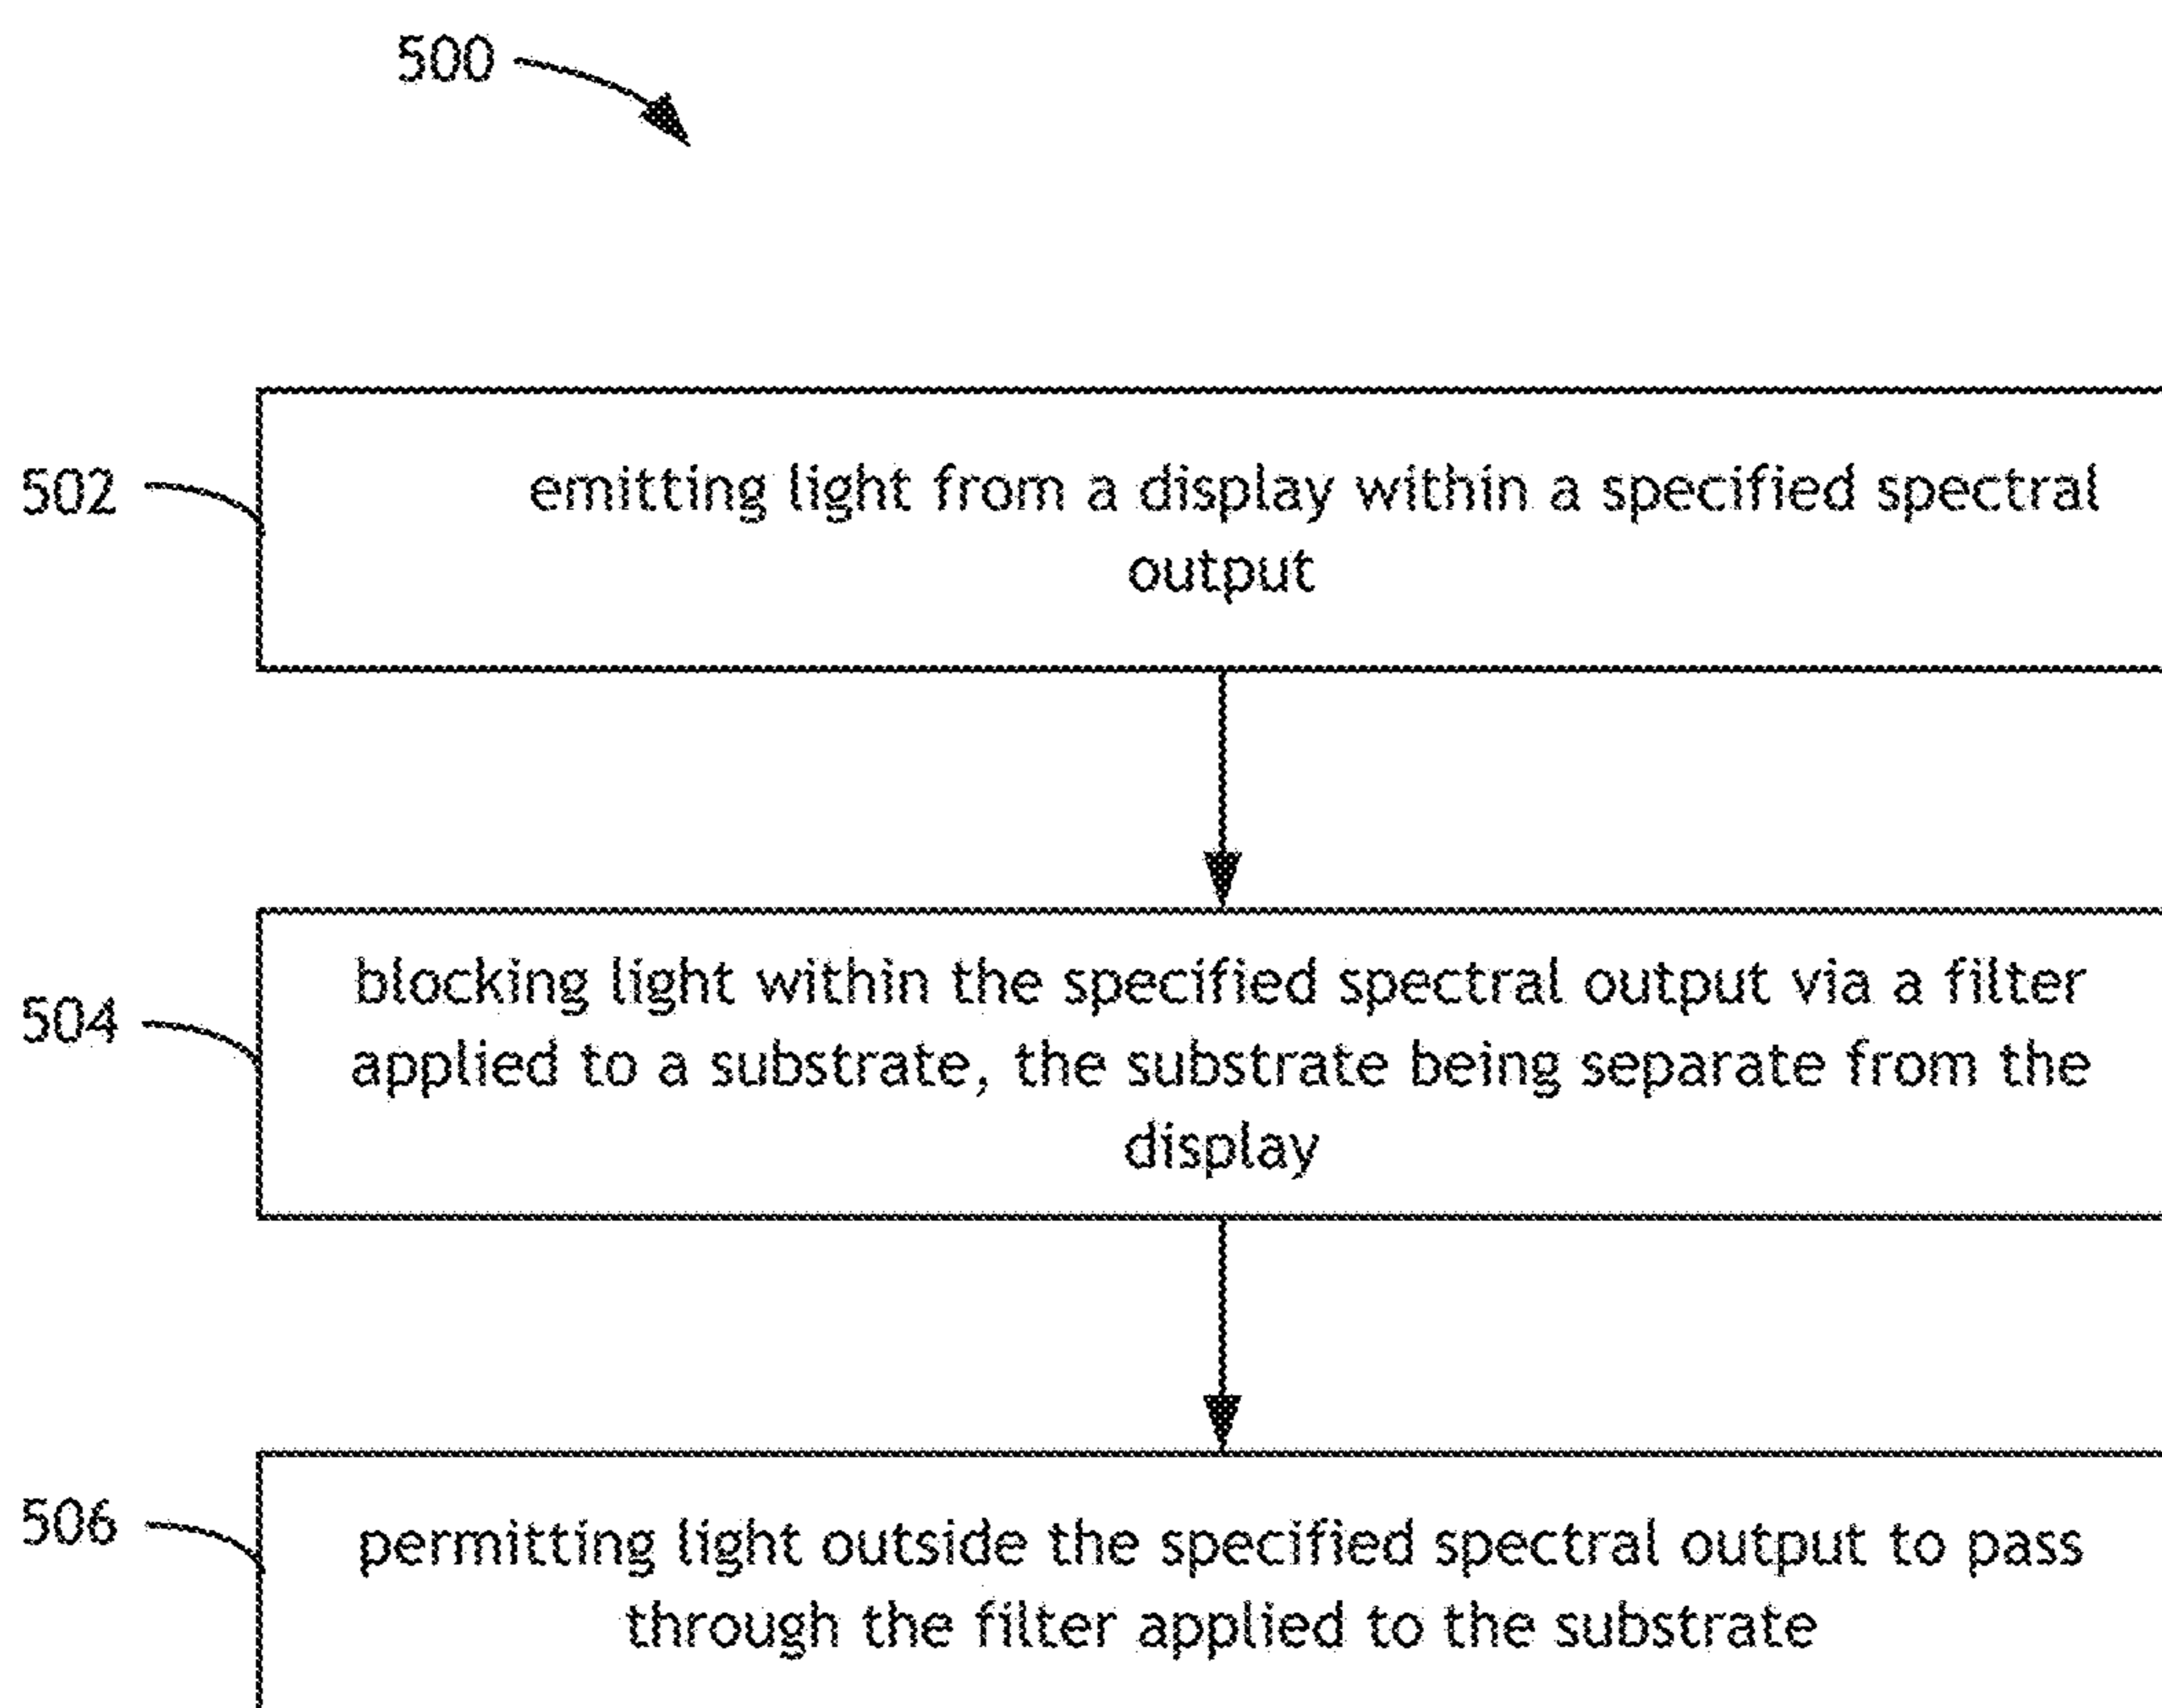 500
502
emitting light from a display within a specified spectral
output
504
blocking light within the specified spectral output via a filter
applied to a substrate, the substrate being separate from the
display
506
permitting light outside the specified spectral output to pass
through the filter applied to the substrate